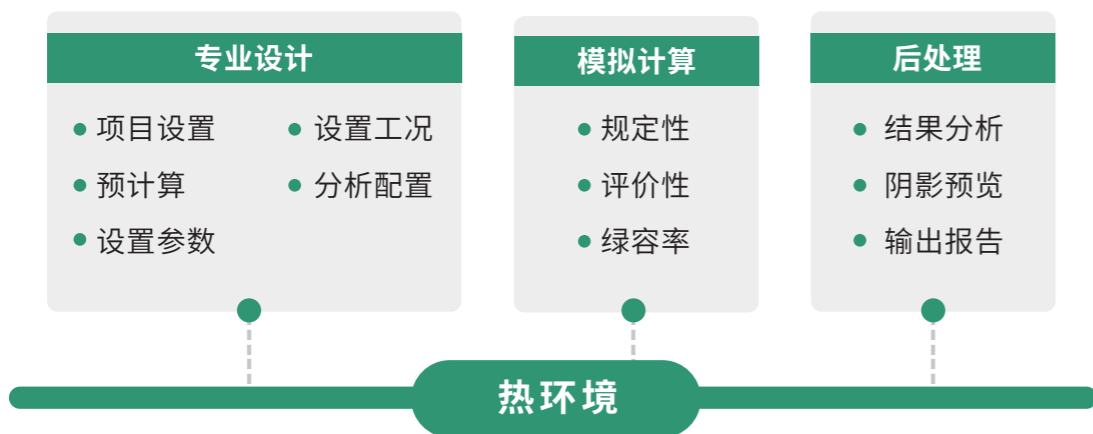 专业设计
项目设置
设置工况
预计算
分析配置
设置参数
模拟计算
规定性
评价性
绿容率
后处理
结果分析
阴影预览
输出报告
热环境